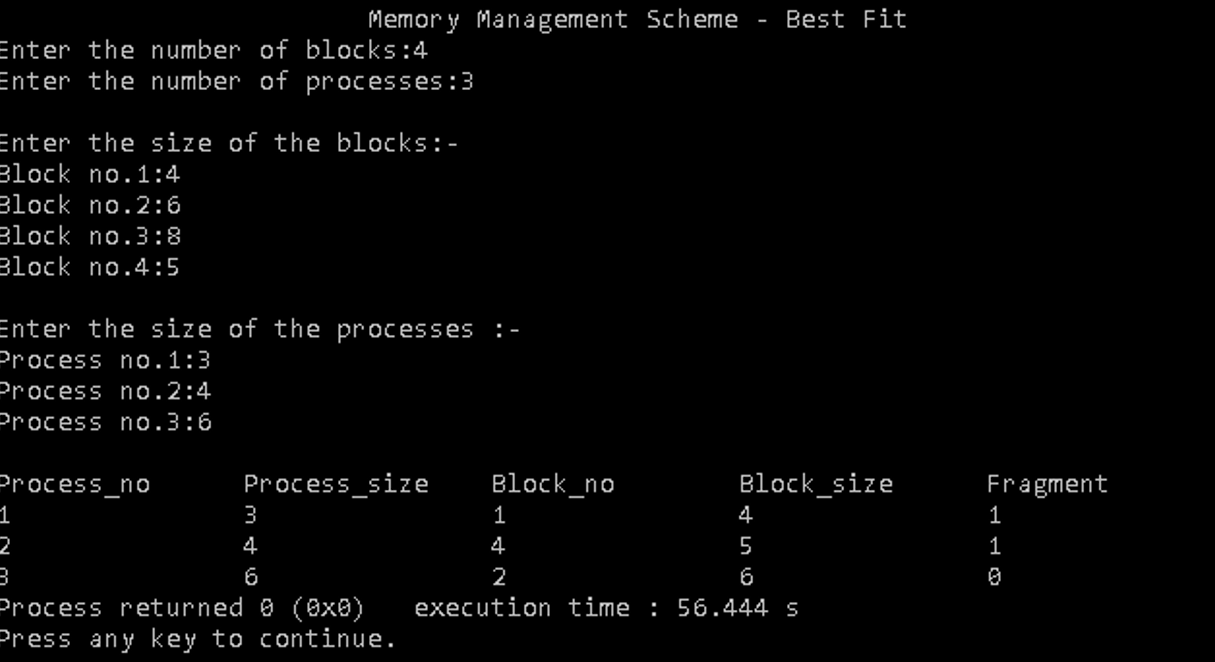 Memory Management Scheme - Best Fit
Enter the number of blocks:4
Enter the number of processes:3
Enter the size of the blocks:-
Block no.1:4
Block no.2:6
Block no.3:8
Block no.4:5
Enter the size of the processes :-
Process no.1:3
Process no.2:4
Process no.3:6
Process_no Process_size Block_no Block_size Fragment
1 3 1 4 1
2 4 4 5 1
3 6 2 6 0
Process returned 0 (0x0) execution time : 56.444 s
Press any key to continue.